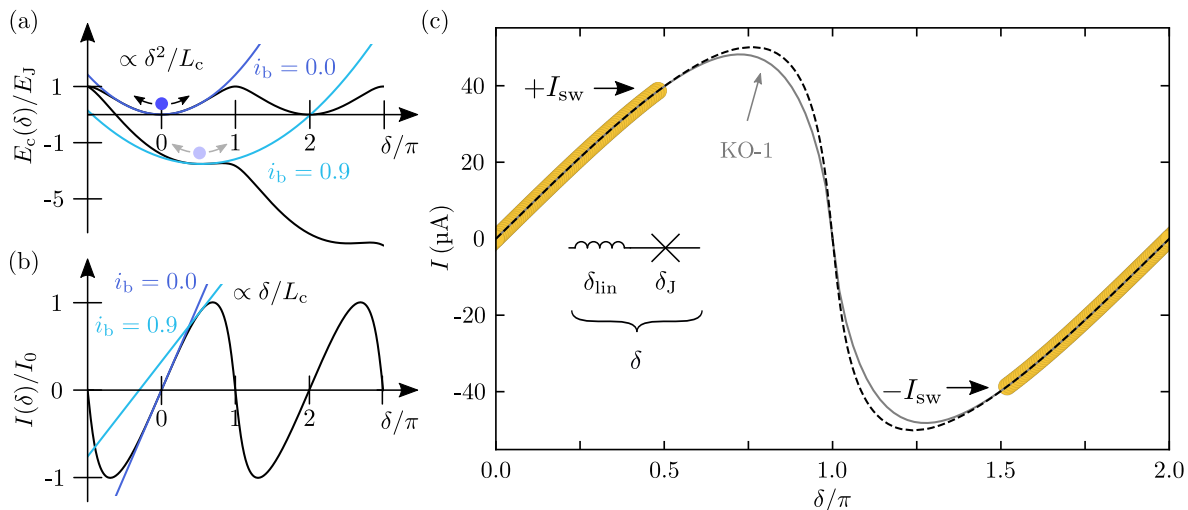 (a)
E_c(δ)/E_J
∝ δ²/L_c
i_b = 0.0
1
-1
-5
0 1 2 δ/π
i_b = 0.9
(b)
I(δ)/I_0
i_b = 0.0
∝ δ/L_c
i_b = 0.9
1
0
-1
0 1 2 δ/π
(c)
I (µA)
40
20
0
-20
-40
+I_sw
KO-1
δ_lin δ_J
δ
−I_sw
0.0 0.5 1.0 1.5 2.0
δ/π